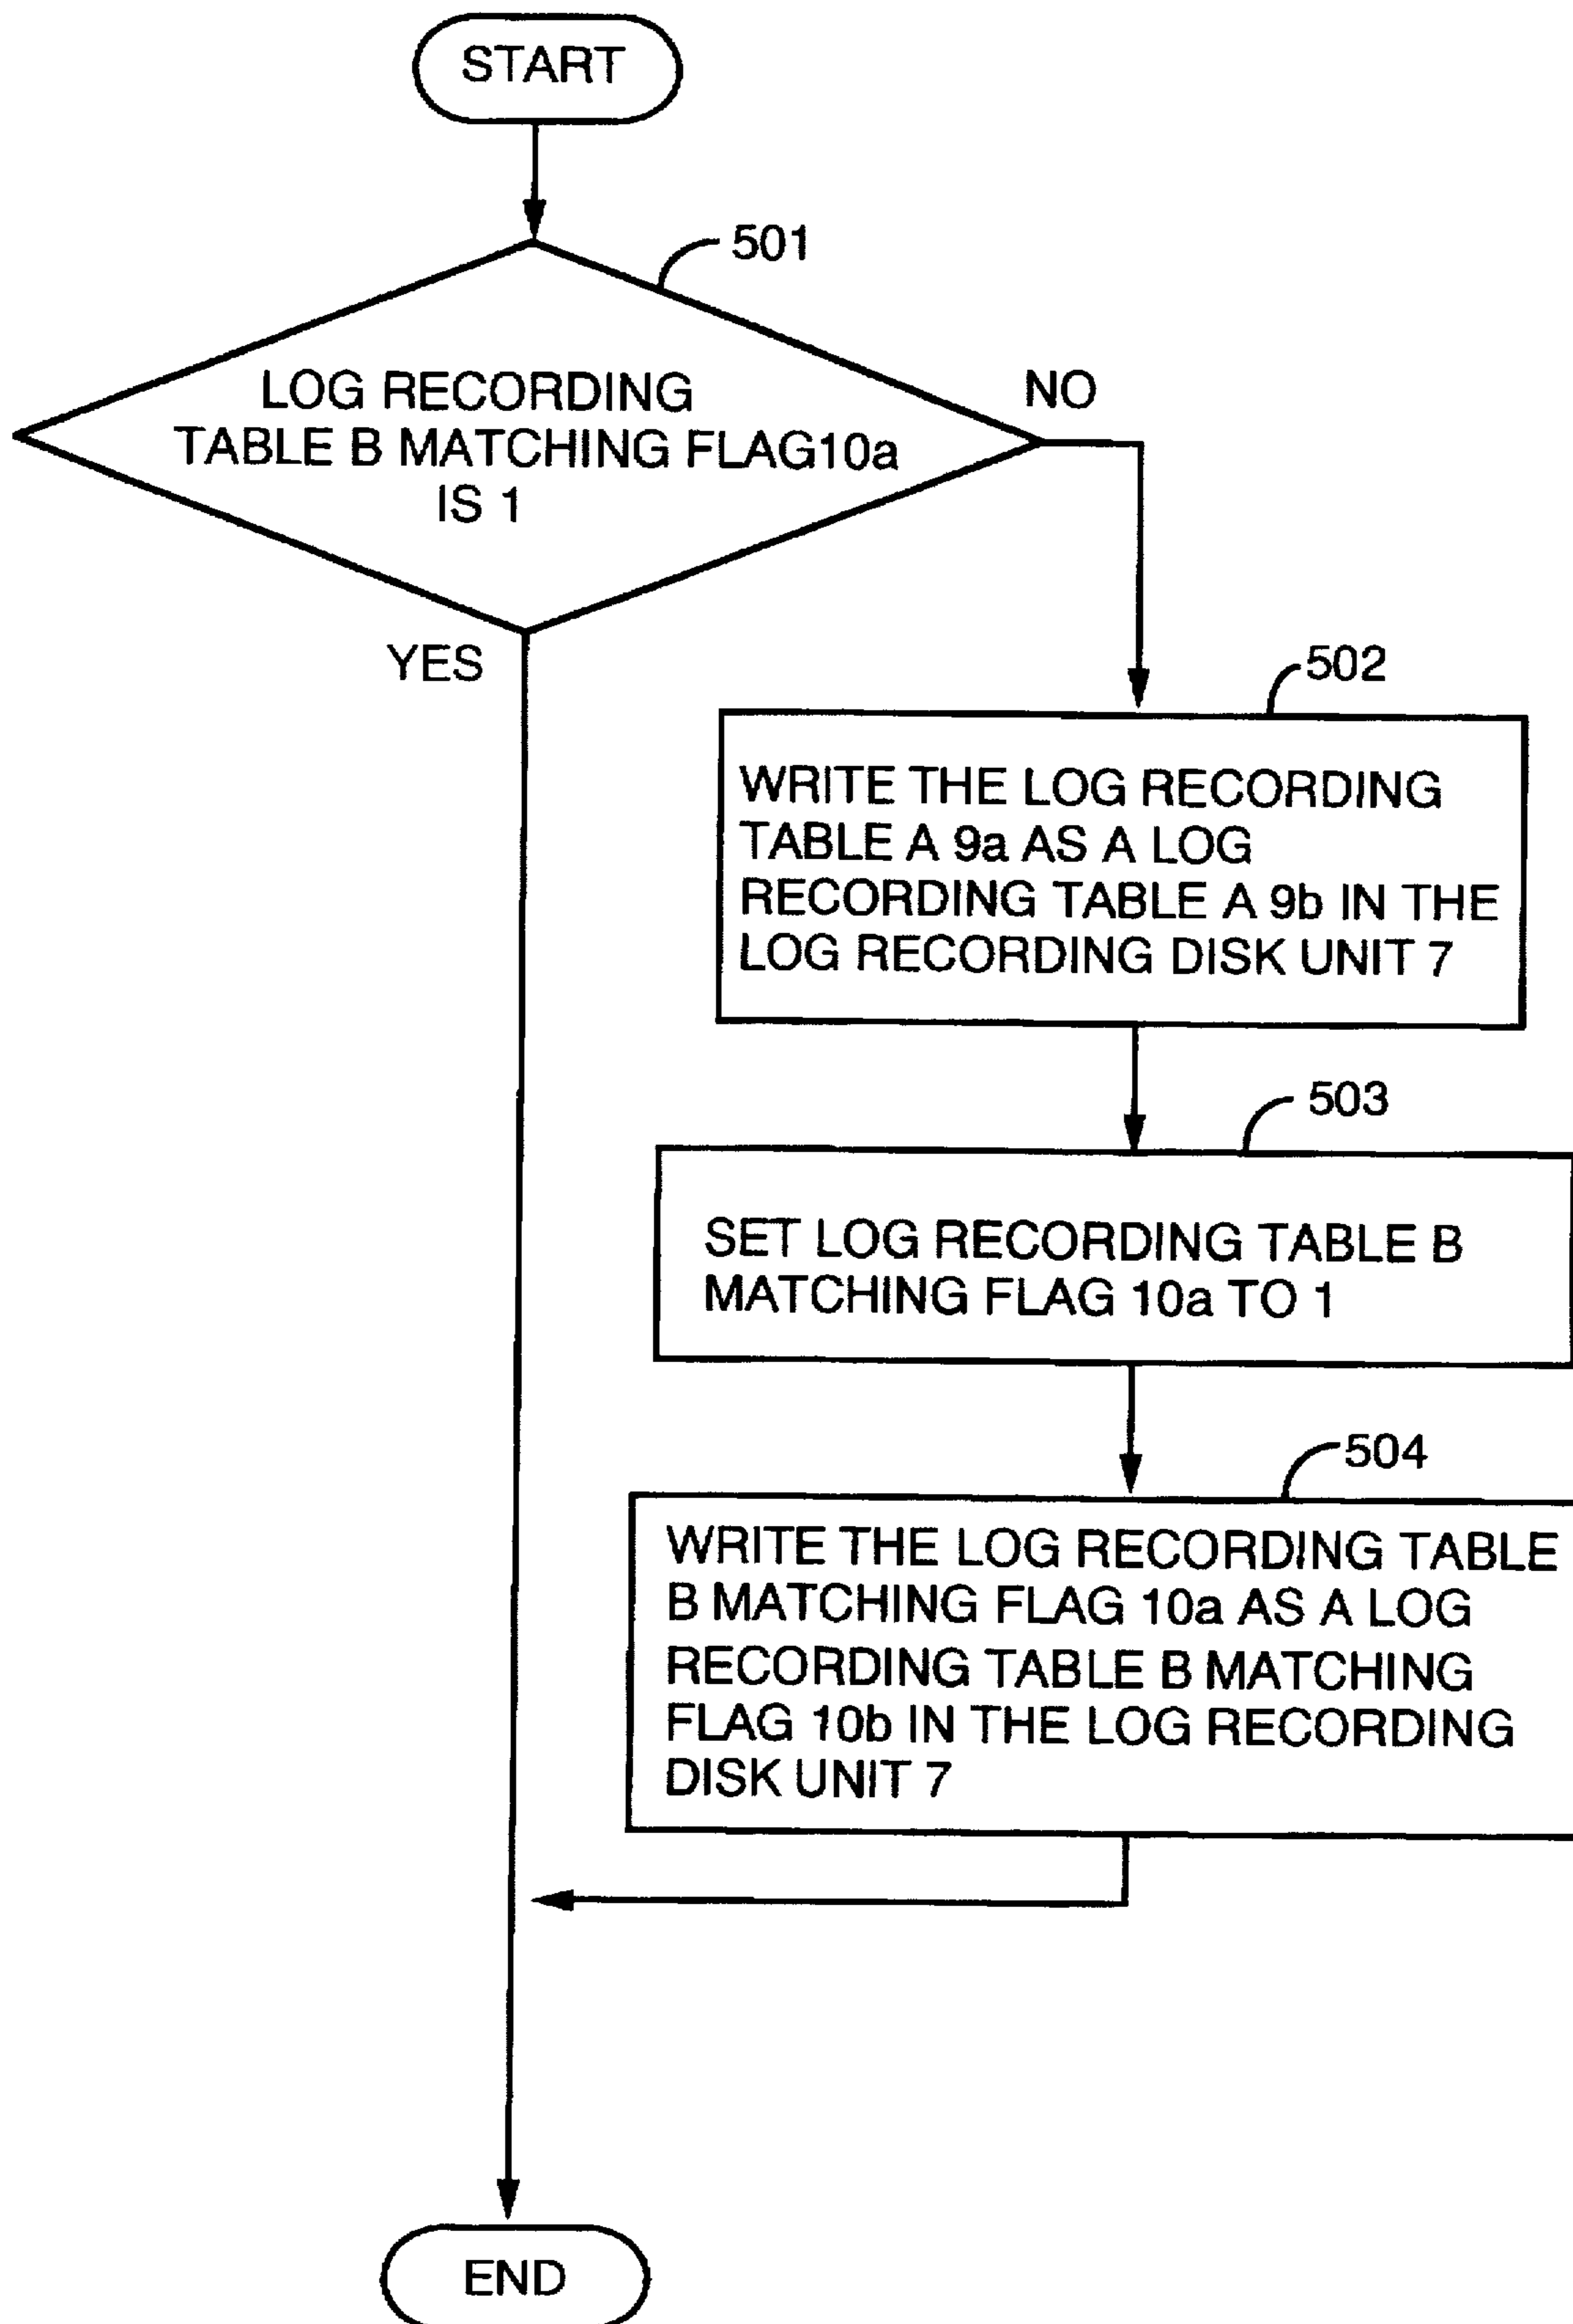 START
501
LOG RECORDING
TABLE B MATCHING FLAG10a
IS 1
NO
YES
502
WRITE THE LOG RECORDING
TABLE A 9a AS A LOG
RECORDING TABLE A 9b IN THE
LOG RECORDING DISK UNIT 7
503
SET LOG RECORDING TABLE B
MATCHING FLAG 10a TO 1
504
WRITE THE LOG RECORDING TABLE
B MATCHING FLAG 10a AS A LOG
RECORDING TABLE B MATCHING
FLAG 10b IN THE LOG RECORDING
DISK UNIT 7
END